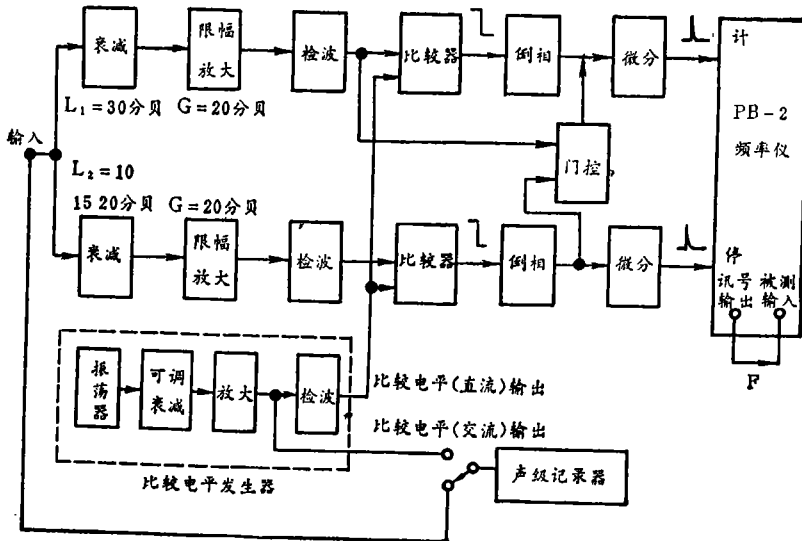 衰减
限幅
放大
检波
比较器
倒相
微分
计
L₁=30分贝 G=20分贝
PB-2
频率仪
输入
门控
L₂=10
15 20分贝 G=20分贝
衰减
限幅
放大
检波
比较器
倒相
微分
停
讯号 被测
输出 输入
F
振荡器
可调
衰减
放大
检波
比较电平(直流)输出
比较电平(交流)输出
比较电平发生器
声级记录器